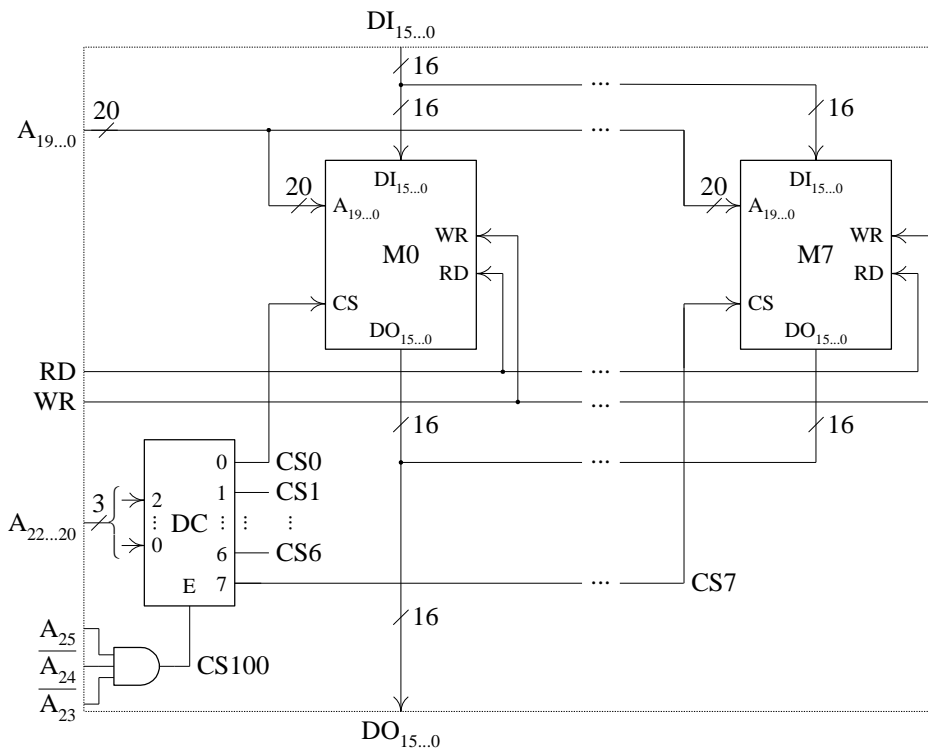 DI₁₅...₀
16
...
20
16
16
A₁₉...₀
...
DI₁₅...₀
DI₁₅...₀
20
A₁₉...₀
20
A₁₉...₀
WR
WR
M0
M7
RD
RD
CS
CS
DO₁₅...₀
DO₁₅...₀
RD
...
WR
...
16
16
0
CS0
...
3
2
1
CS1
A₂₂...₂₀
...
DC
...
...
...
0
6
CS6
E
7
...
CS7
16
A₂₅
A̅₂₄
CS100
A̅₂₃
DO₁₅...₀